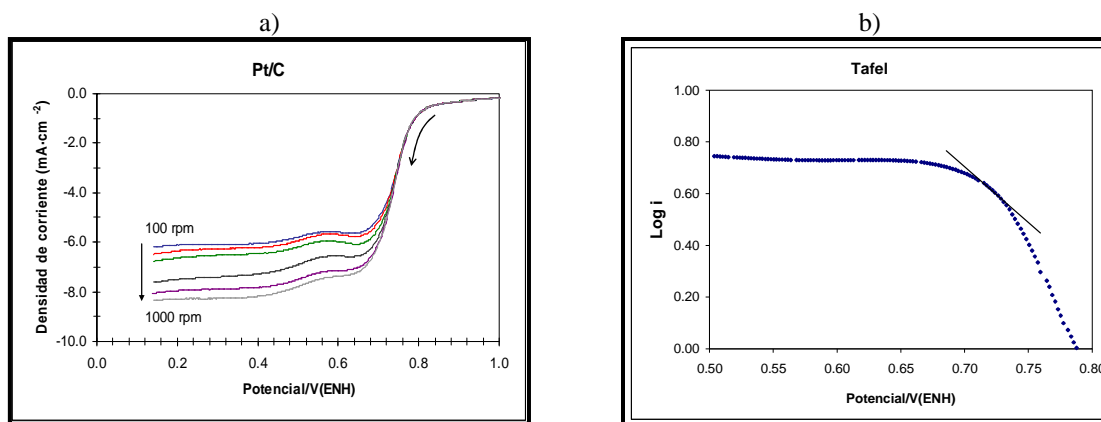 a)
Pt/C
0.0
-2.0
-4.0
-6.0
-8.0
-10.0
Densidad de corriente (mA·cm -2)
100 rpm
1000 rpm
0.0 0.2 0.4 0.6 0.8 1.0
Potencial/V(ENH)
b)
Tafel
1.00
0.80
0.60
0.40
0.20
0.00
Log i
0.50 0.55 0.60 0.65 0.70 0.75 0.80
Potencial/V(ENH)